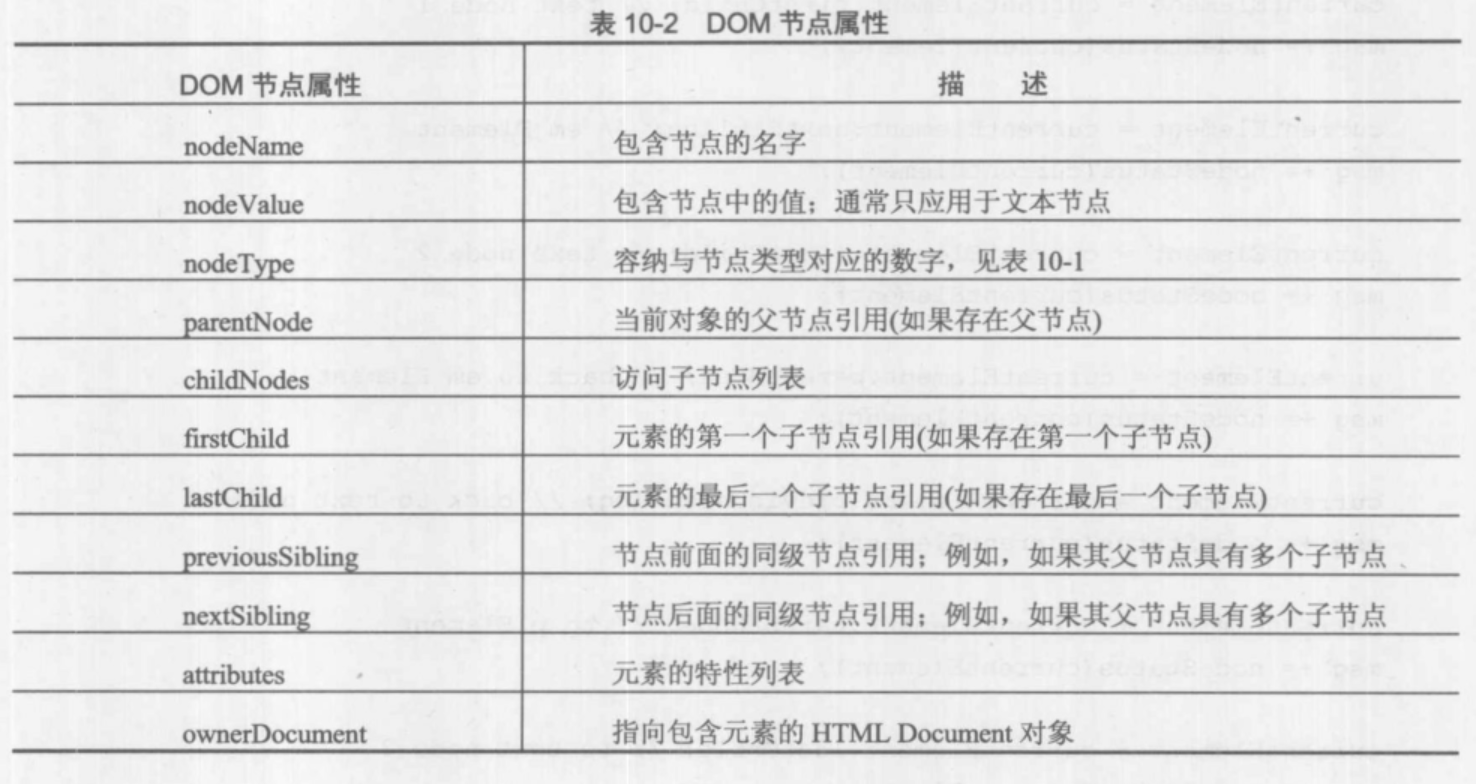 表 10-2 DOM 节点属性
DOM 节点属性 描 述
nodeName 包含节点的名字
nodeValue 包含节点中的值；通常只应用于文本节点
nodeType 容纳与节点类型对应的数字，见表 10-1
parentNode 当前对象的父节点引用(如果存在父节点)
childNodes 访问子节点列表
firstChild 元素的第一个子节点引用(如果存在第一个子节点)
lastChild 元素的最后一个子节点引用(如果存在最后一个子节点)
previousSibling 节点前面的同级节点引用；例如，如果其父节点具有多个子节点
nextSibling 节点后面的同级节点引用；例如，如果其父节点具有多个子节点
attributes 元素的特性列表
ownerDocument 指向包含元素的 HTML Document 对象